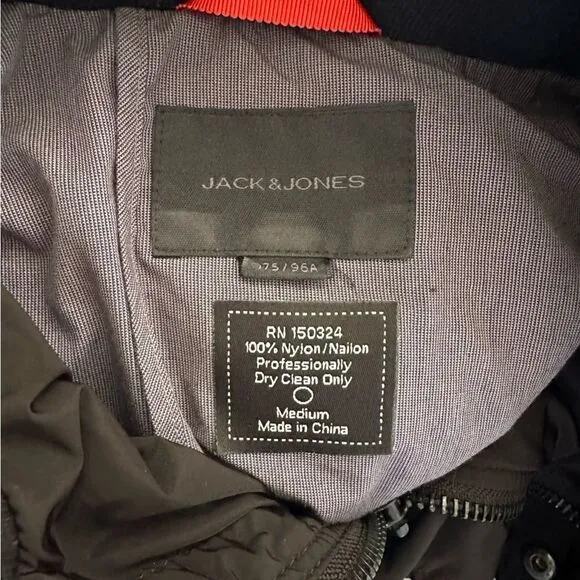 JACK & JONES
175/96A
RN 150324
100% Nylon/Nailon
Professionally
Dry Clean Only
Medium
Made in China